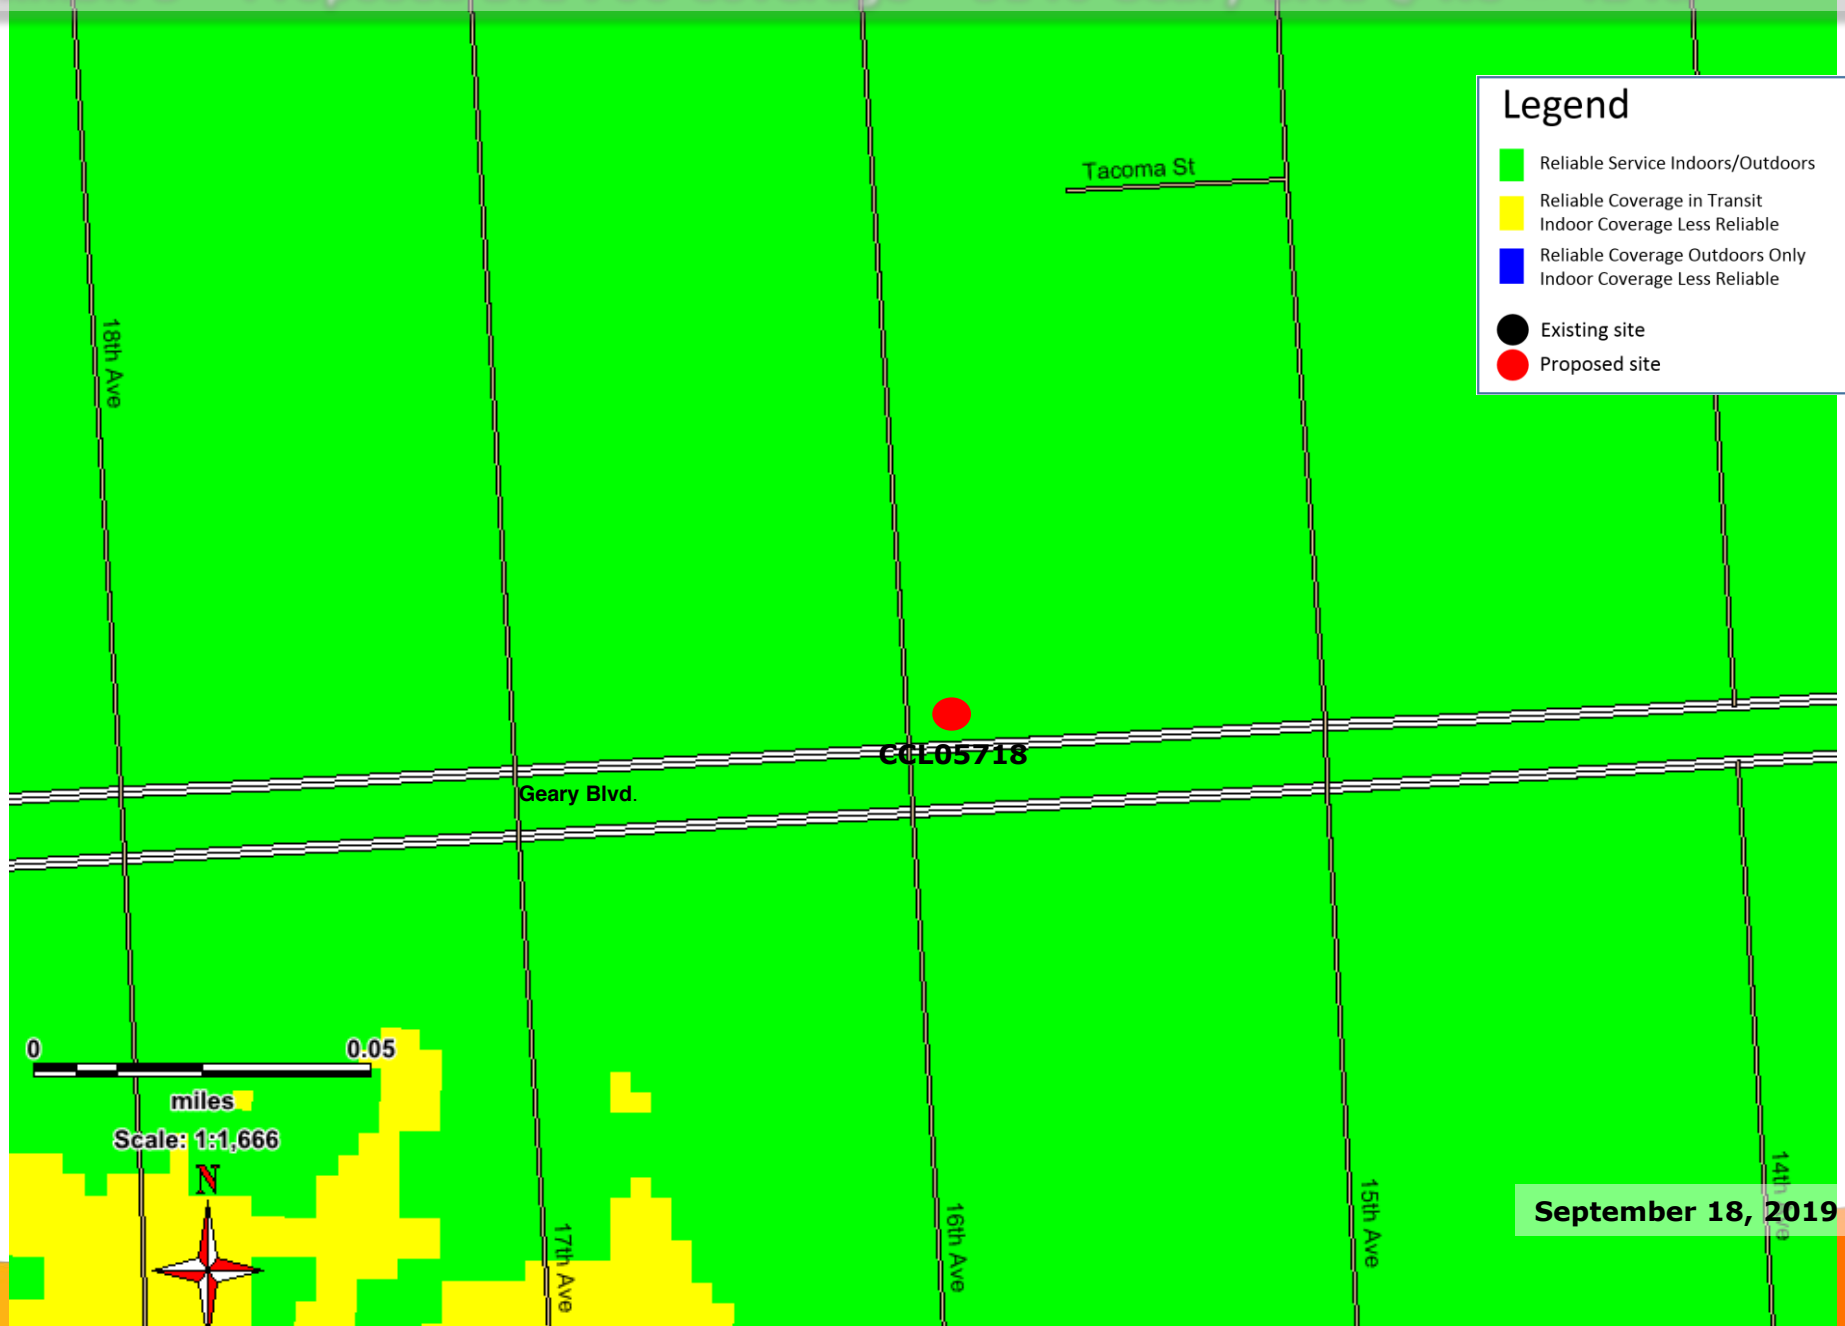 Legend
Reliable Service Indoors/Outdoors
Reliable Coverage in Transit
Indoor Coverage Less Reliable
Reliable Coverage Outdoors Only
Indoor Coverage Less Reliable
Existing site
Proposed site
Tacoma St
18th Ave
CCL05718
Geary Blvd.
0 0.05
miles
Scale: 1:1,666
N
17th Ave
16th Ave
15th Ave
14th Ave
September 18, 2019